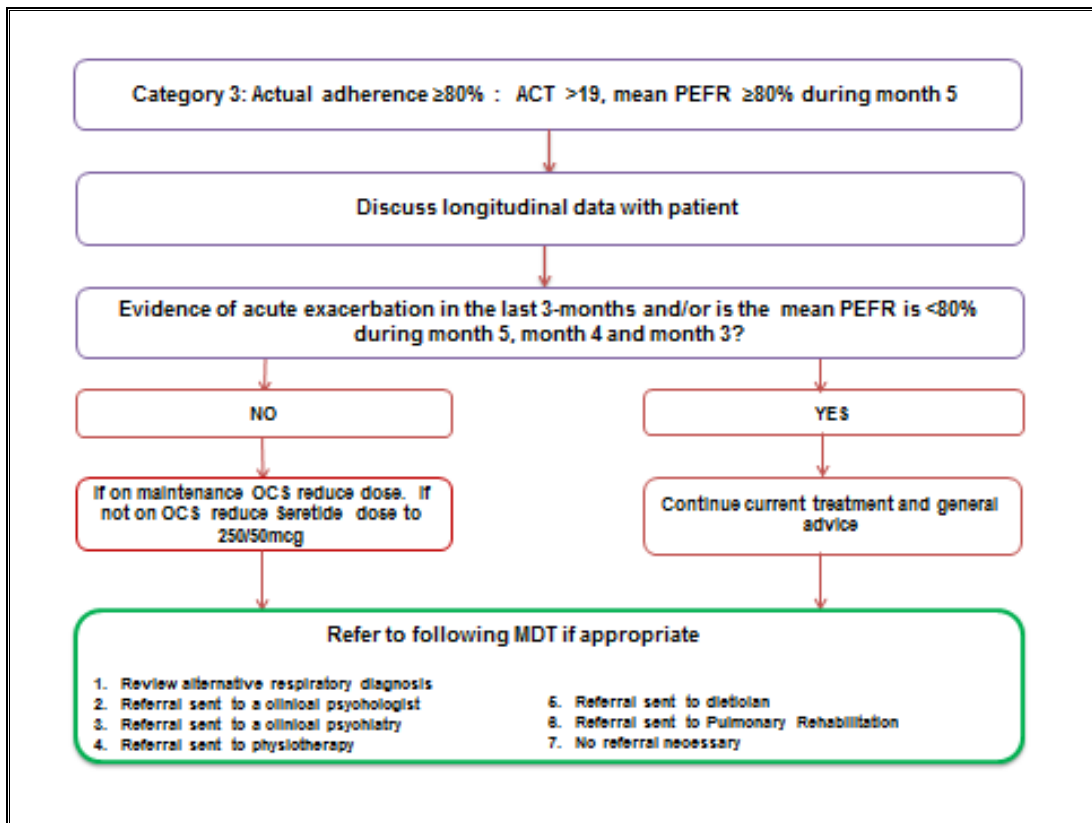 Category 3: Actual adherence ≥80% : ACT >19, mean PEFR ≥80% during month 5
Discuss longitudinal data with patient
Evidence of acute exacerbation in the last 3-months and/or is the mean PEFR is <80%
during month 5, month 4 and month 3?
NO
YES
If on maintenance OCS reduce dose. If
not on OCS reduce Seretide dose to
250/50mcg
Continue current treatment and general
advice
Refer to following MDT if appropriate
1. Review alternative respiratory diagnosis
2. Referral sent to a clinical psychologist
3. Referral sent to a clinical psychiatry
4. Referral sent to physiotherapy
5. Referral sent to dietician
6. Referral sent to Pulmonary Rehabilitation
7. No referral necessary